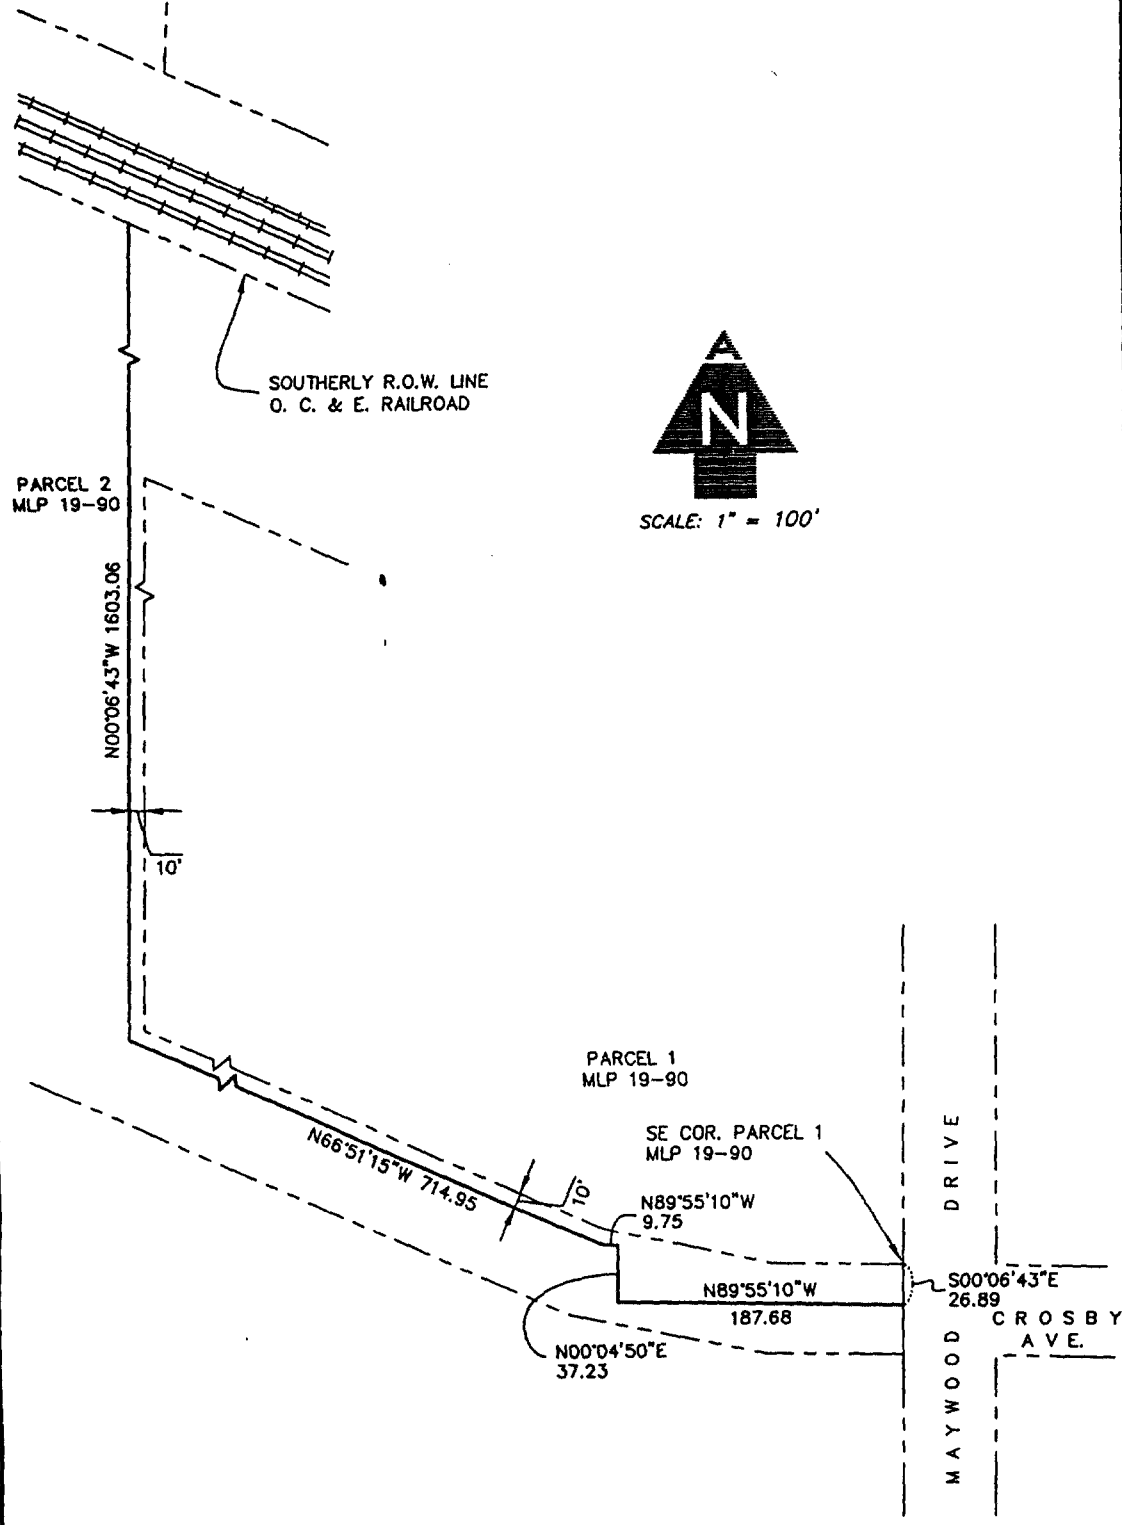 SOUTHERLY R.O.W. LINE
O. C. & E. RAILROAD
A
N
SCALE: 1" = 100'
PARCEL 2
MLP 19-90
N00°06'43"W 1603.06
10'
PARCEL 1
MLP 19-90
SE COR. PARCEL 1
MLP 19-90
N66°51'15"W 714.95
10'
N89°55'10"W
9.75
N89°55'10"W
187.68
S00°06'43"E
26.89
N00°04'50"E
37.23
CROSBY
AVE.
MAYWOOD DRIVE